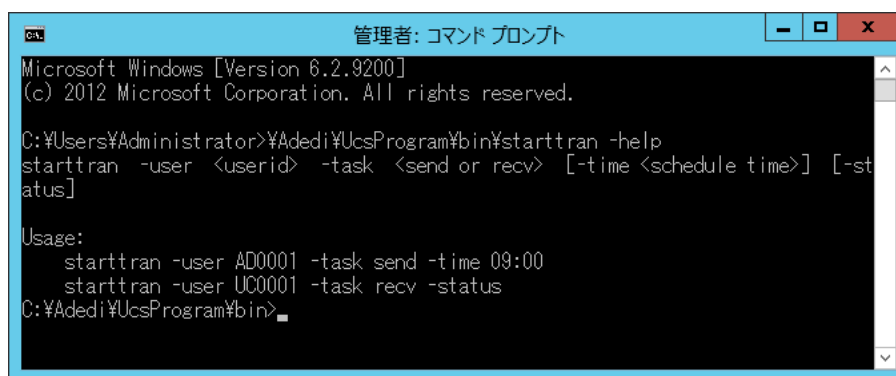 管理者: コマンド プロンプト
Microsoft Windows [Version 6.2.9200]
(c) 2012 Microsoft Corporation. All rights reserved.
C:¥Users¥Administrator>¥Adedi¥UcsProgram¥bin¥starttran -help
starttran -user <userid> -task <send or recv> [-time <schedule time>] [-st
atus]
Usage:
starttran -user AD0001 -task send -time 09:00
starttran -user UC0001 -task recv -status
C:¥Adedi¥UcsProgram¥bin>